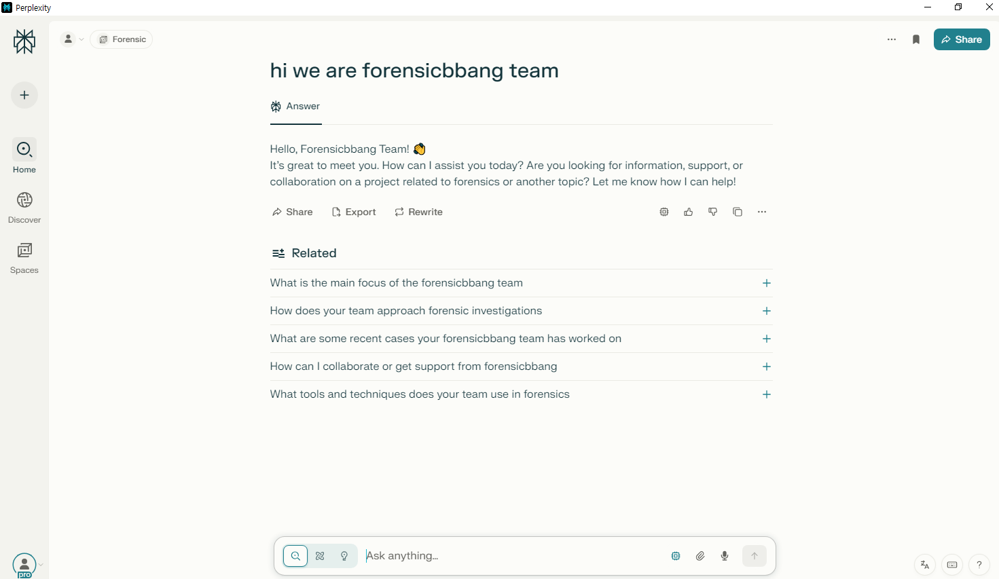 Perplexity
Forensic
Share
hi we are forensicbbang team
Answer
Hello, Forensicbbang Team! 👋
It's great to meet you. How can I assist you today? Are you looking for information, support, or
collaboration on a project related to forensics or another topic? Let me know how I can help!
Share Export Rewrite
Related
What is the main focus of the forensicbbang team
How does your team approach forensic investigations
What are some recent cases your forensicbbang team has worked on
How can I collaborate or get support from forensicbbang
What tools and techniques does your team use in forensics
Home
Discover
Spaces
pro
Ask anything...
?